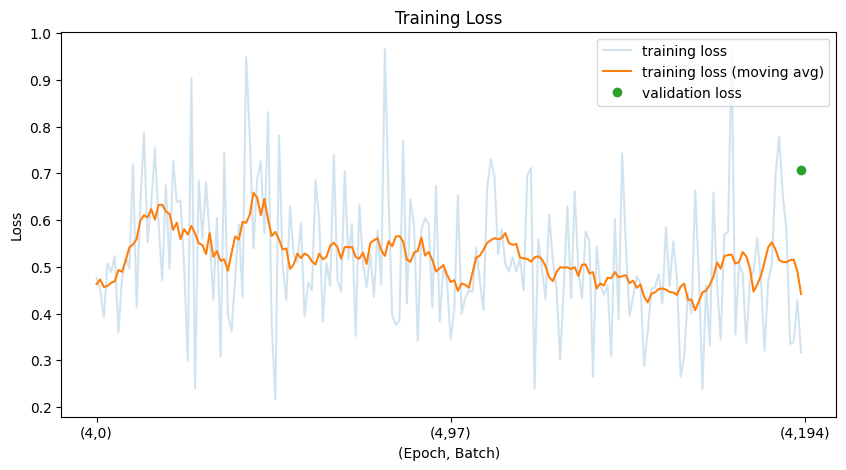 Training Loss
training loss
training loss (moving avg)
validation loss
1.0
0.9
0.8
0.7
0.6
0.5
0.4
0.3
0.2
Loss
(4,0)
(4,97)
(4,194)
(Epoch, Batch)